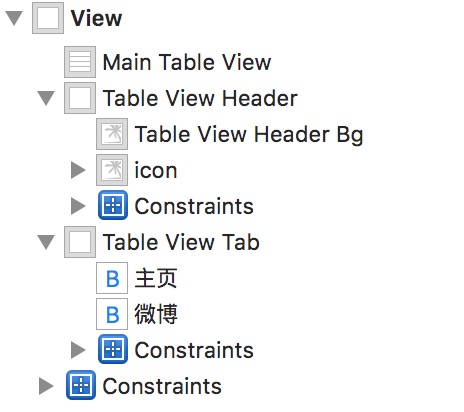 View
Main Table View
Table View Header
Table View Header Bg
icon
Constraints
Table View Tab
B 主页
B 微博
Constraints
Constraints